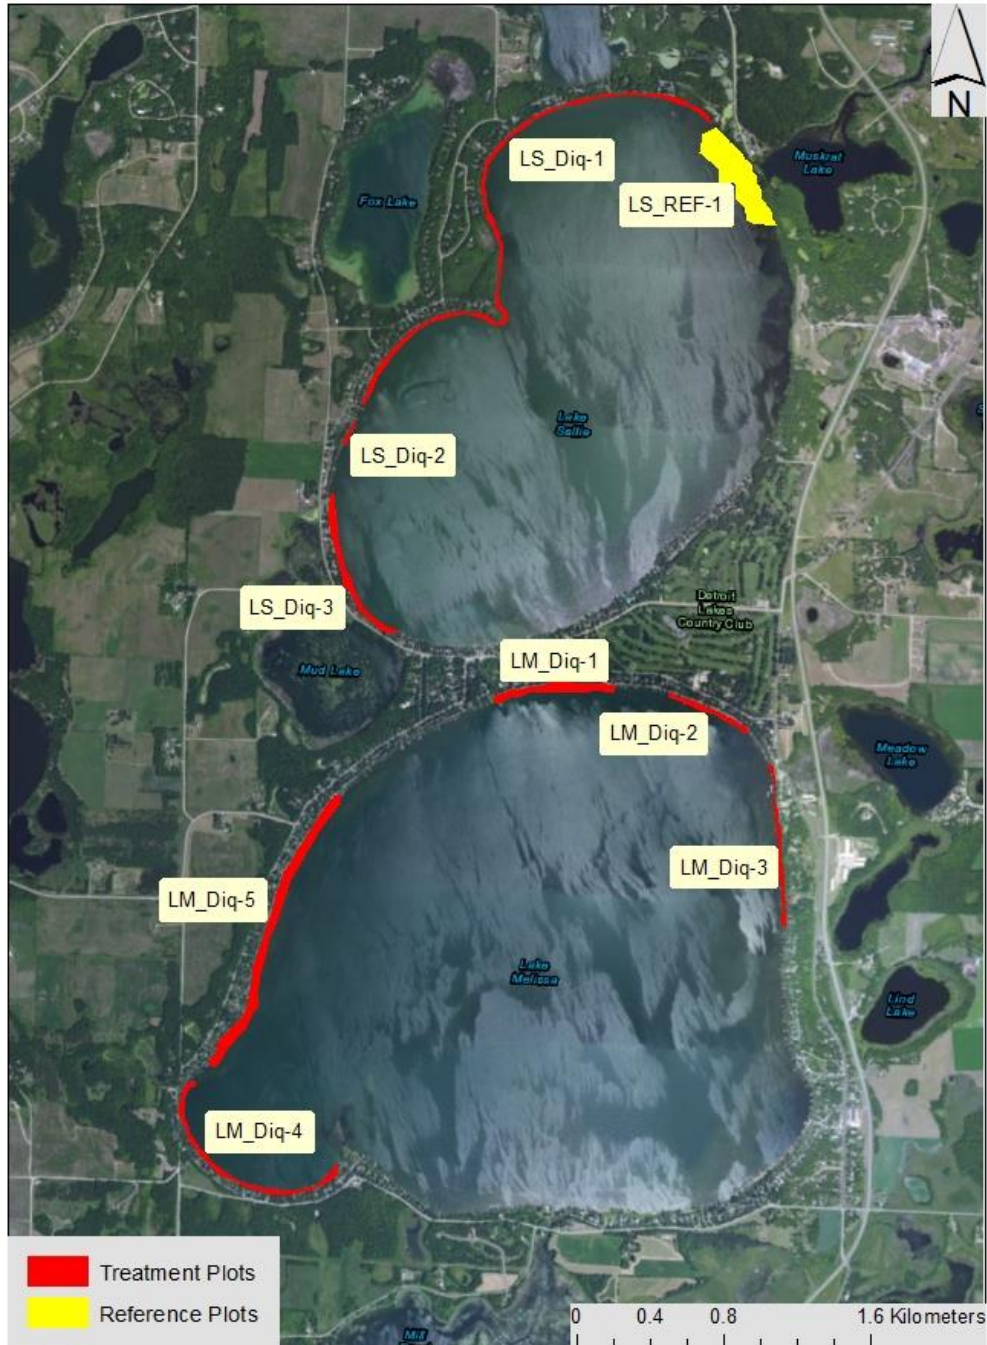 N
LS_Diq-1
Muskrat
Lake
Fox Lake
LS_REF-1
Lake
Sallie
LS_Diq-2
LS_Diq-3
Detroit
Lakes
Country Club
Mud Lake
LM_Diq-1
LM_Diq-2
Meadow
Lake
LM_Diq-3
LM_Diq-5
Lake
Melissa
Lind
Lake
LM_Diq-4
Treatment Plots
Reference Plots
0 0.4 0.8 1.6 Kilometers
Mill